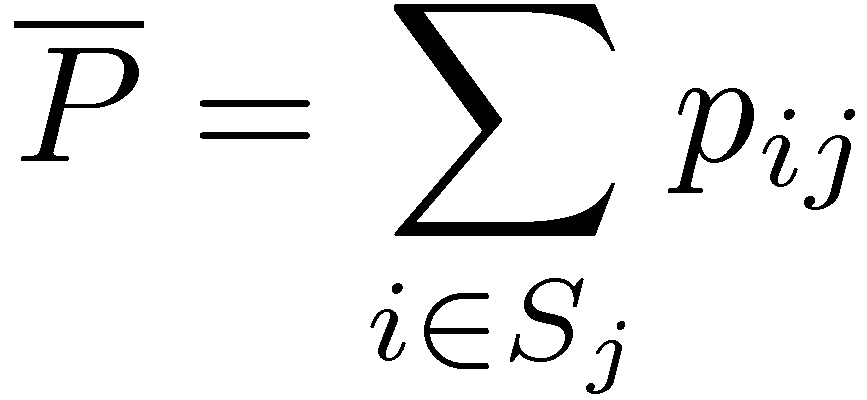 \overline{P} = \sum_{i \in S_j} p_{ij}